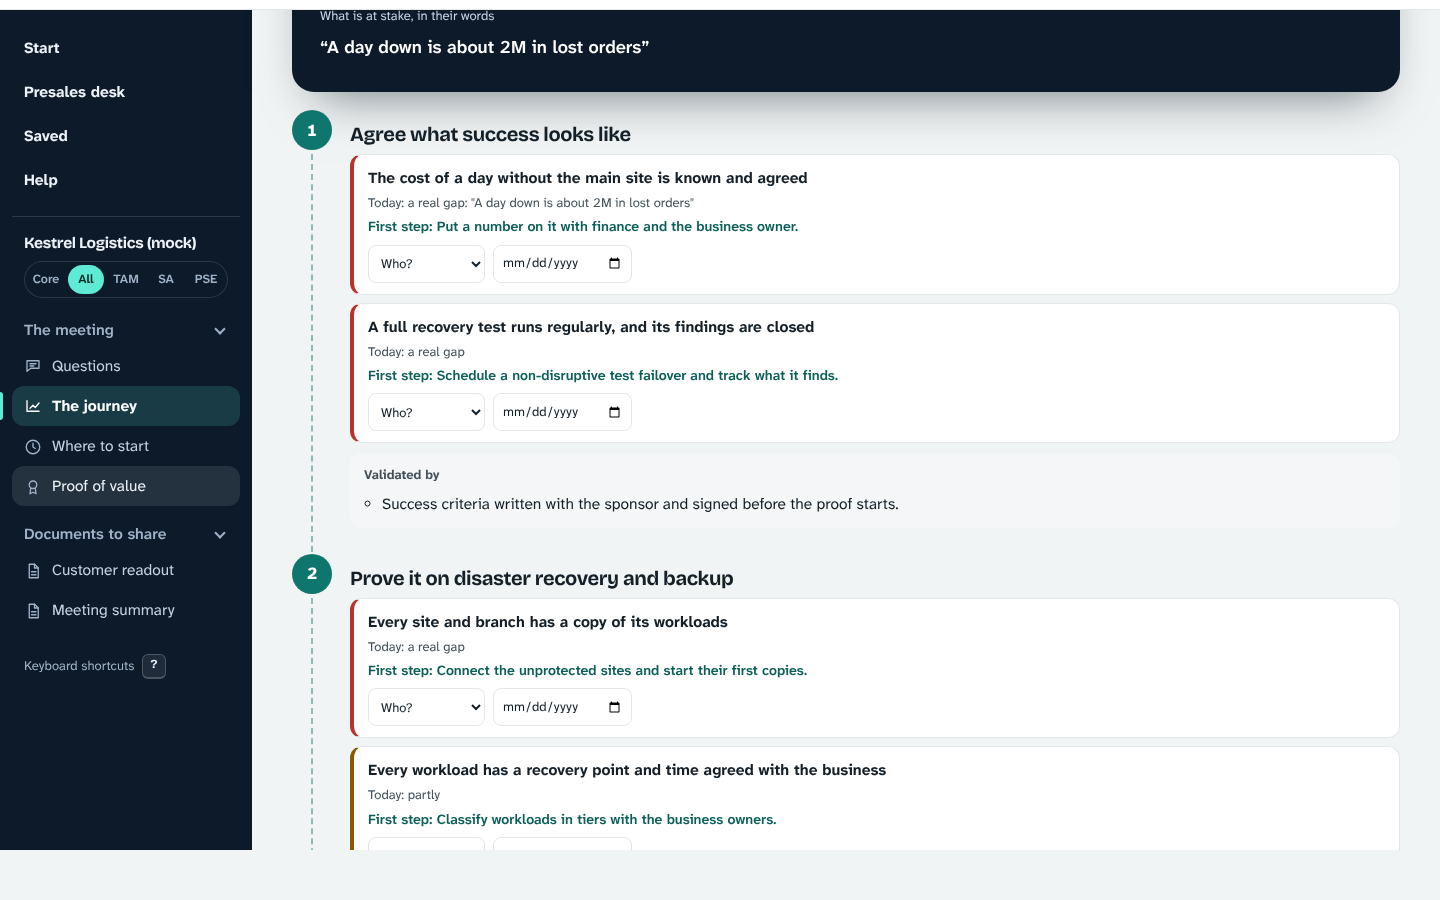 Start
Presales desk
Saved
Help
Kestrel Logistics (mock)
Core All TAM SA PSE
The meeting
Questions
The journey
Where to start
Proof of value
Documents to share
Customer readout
Meeting summary
Keyboard shortcuts ?
What is at stake, in their words
“A day down is about 2M in lost orders”
1 Agree what success looks like
The cost of a day without the main site is known and agreed
Today: a real gap: "A day down is about 2M in lost orders"
First step: Put a number on it with finance and the business owner.
Who? mm/dd/yyyy
A full recovery test runs regularly, and its findings are closed
Today: a real gap
First step: Schedule a non-disruptive test failover and track what it finds.
Who? mm/dd/yyyy
Validated by
Success criteria written with the sponsor and signed before the proof starts.
2 Prove it on disaster recovery and backup
Every site and branch has a copy of its workloads
Today: a real gap
First step: Connect the unprotected sites and start their first copies.
Who? mm/dd/yyyy
Every workload has a recovery point and time agreed with the business
Today: partly
First step: Classify workloads in tiers with the business owners.